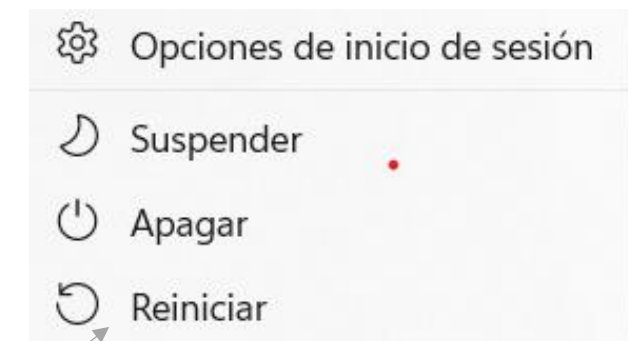 Opciones de inicio de sesión
Suspender
Apagar
Reiniciar